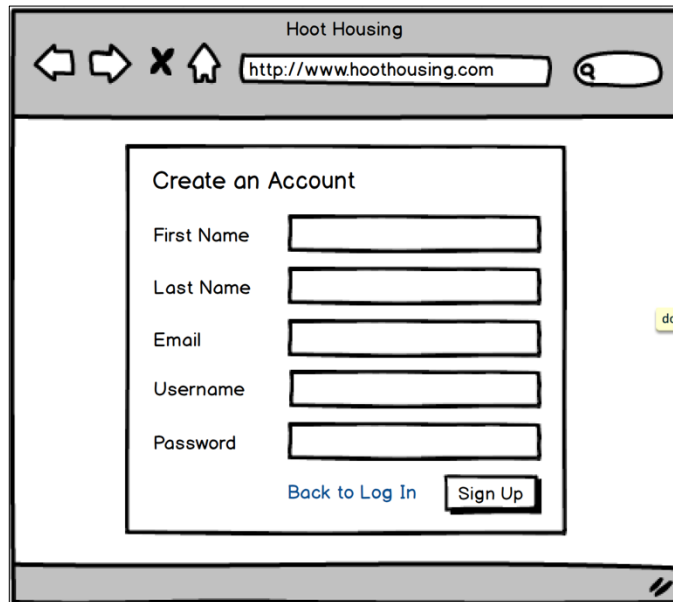 Hoot Housing
http://www.hoothousing.com
Create an Account
First Name
Last Name
Email
Username
Password
Back to Log In
Sign Up